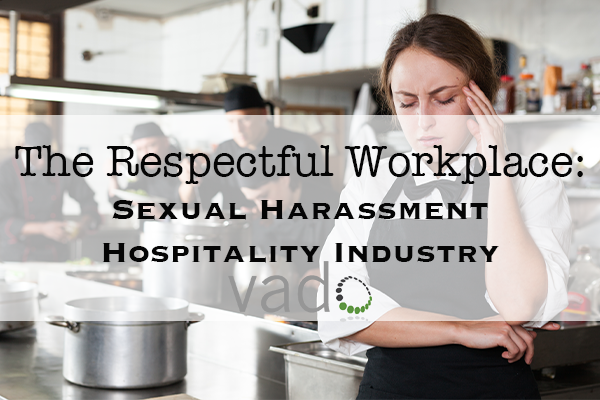 The Respectful Workplace:
Sexual Harassment
Hospitality Industry
vado